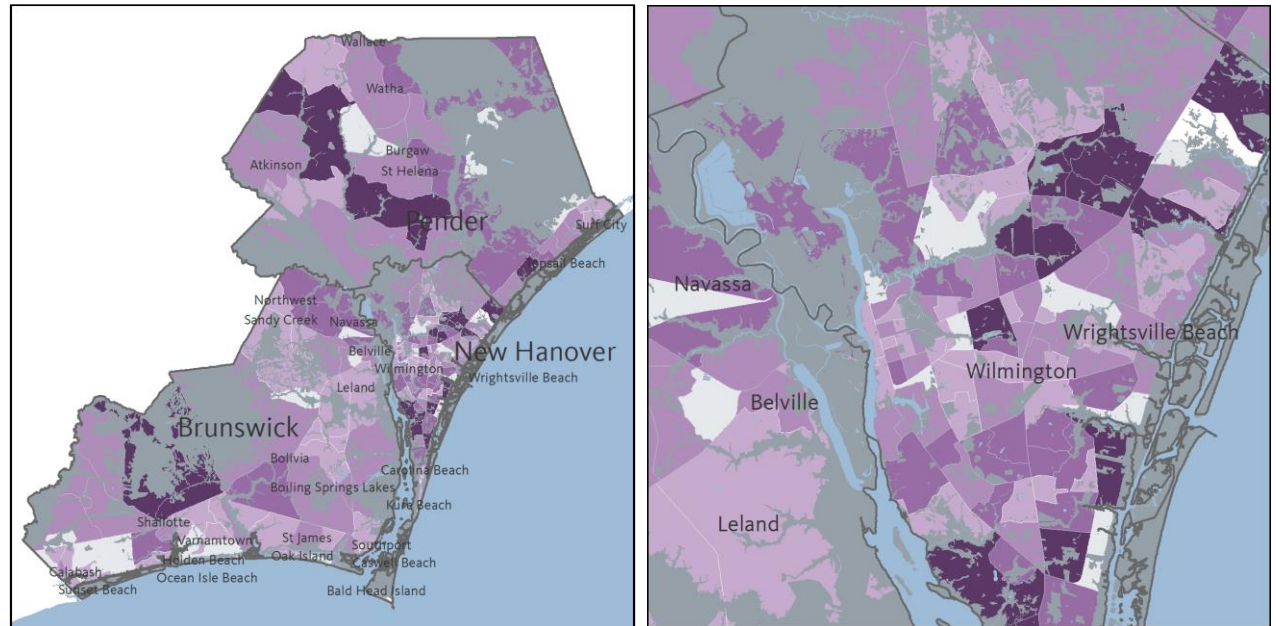 Wallace
Watha
Burgaw
Atkinson
St Helena
Pender
Surf City
Topsail Beach
Northwest
Sandy Creek
Navassa
New Hanover
Belville
Wilmington
Wrightsville Beach
Leland
Brunswick
Bolivia
Carolina Beach
Boiling Springs Lakes
Kure Beach
Shallotte
Varnamtown
St James
Southport
Holden Beach
Oak Island
Caswell Beach
Calabash
Ocean Isle Beach
Sunset Beach
Bald Head Island
Navassa
Wrightsville Beach
Wilmington
Belville
Leland